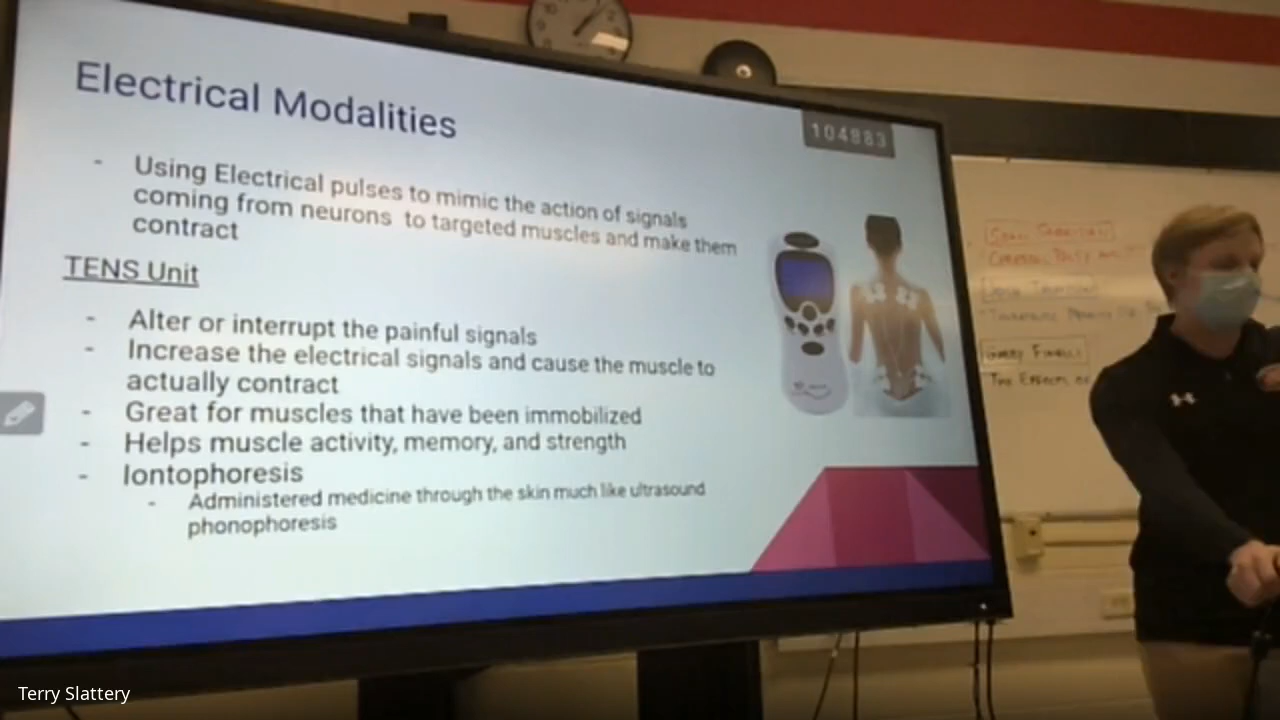 Electrical Modalities
104883
- Using Electrical pulses to mimic the action of signals
coming from neurons to targeted muscles and make them
contract
TENS Unit
- Alter or interrupt the painful signals
- Increase the electrical signals and cause the muscle to
actually contract
- Great for muscles that have been immobilized
- Helps muscle activity, memory, and strength
- Iontophoresis
- Administered medicine through the skin much like ultrasound
phonophoresis
The Effects of
Terry Slattery